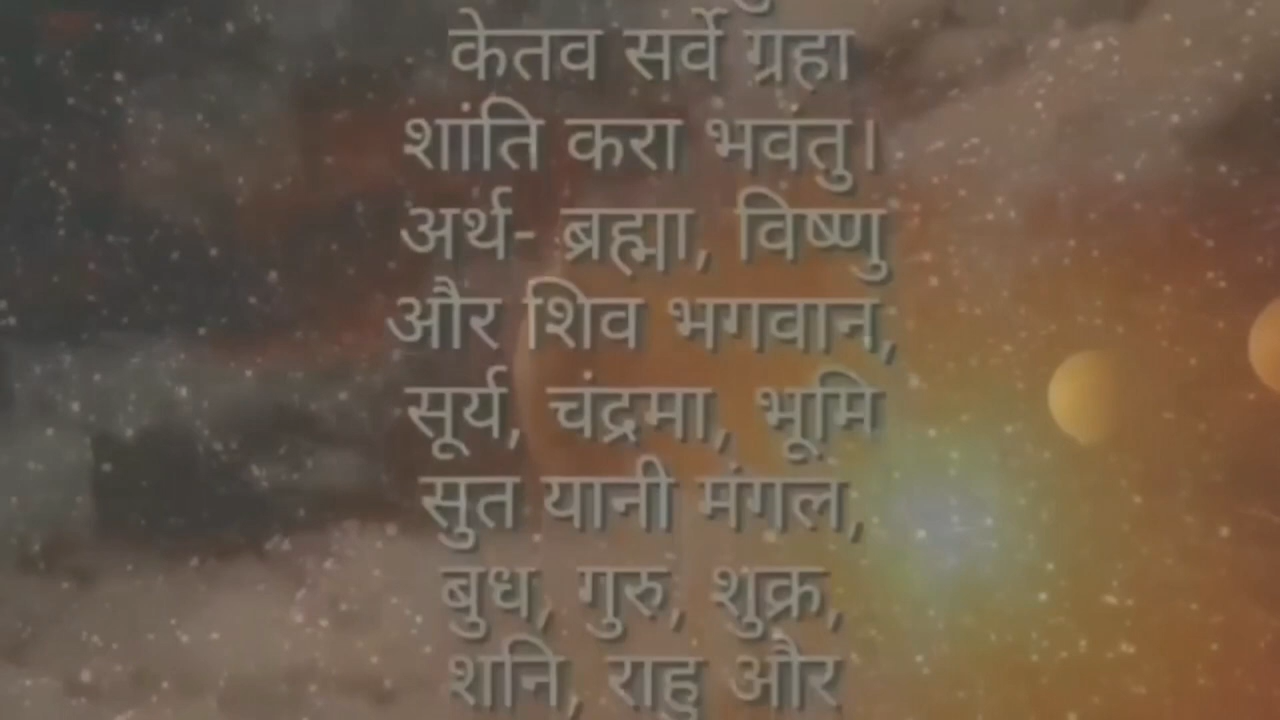 केतव सर्वे ग्रहा
शांति करा भवंतु।
अर्थ- ब्रह्मा, विष्णु
और शिव भगवान,
सूर्य, चंद्रमा, भूमि
सुत यानी मंगल,
बुध, गुरु, शुक्र,
शनि, राहु और